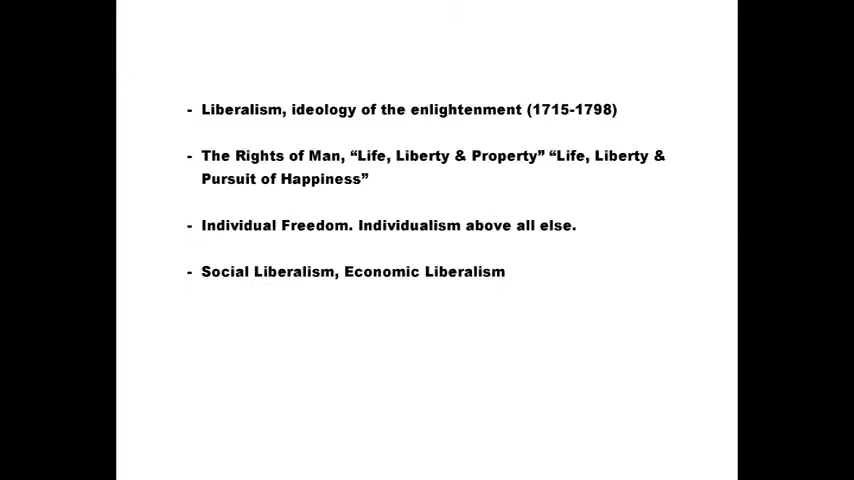 - Liberalism, ideology of the enlightenment (1715-1798)
- The Rights of Man, “Life, Liberty & Property” “Life, Liberty &
Pursuit of Happiness”
- Individual Freedom. Individualism above all else.
- Social Liberalism, Economic Liberalism